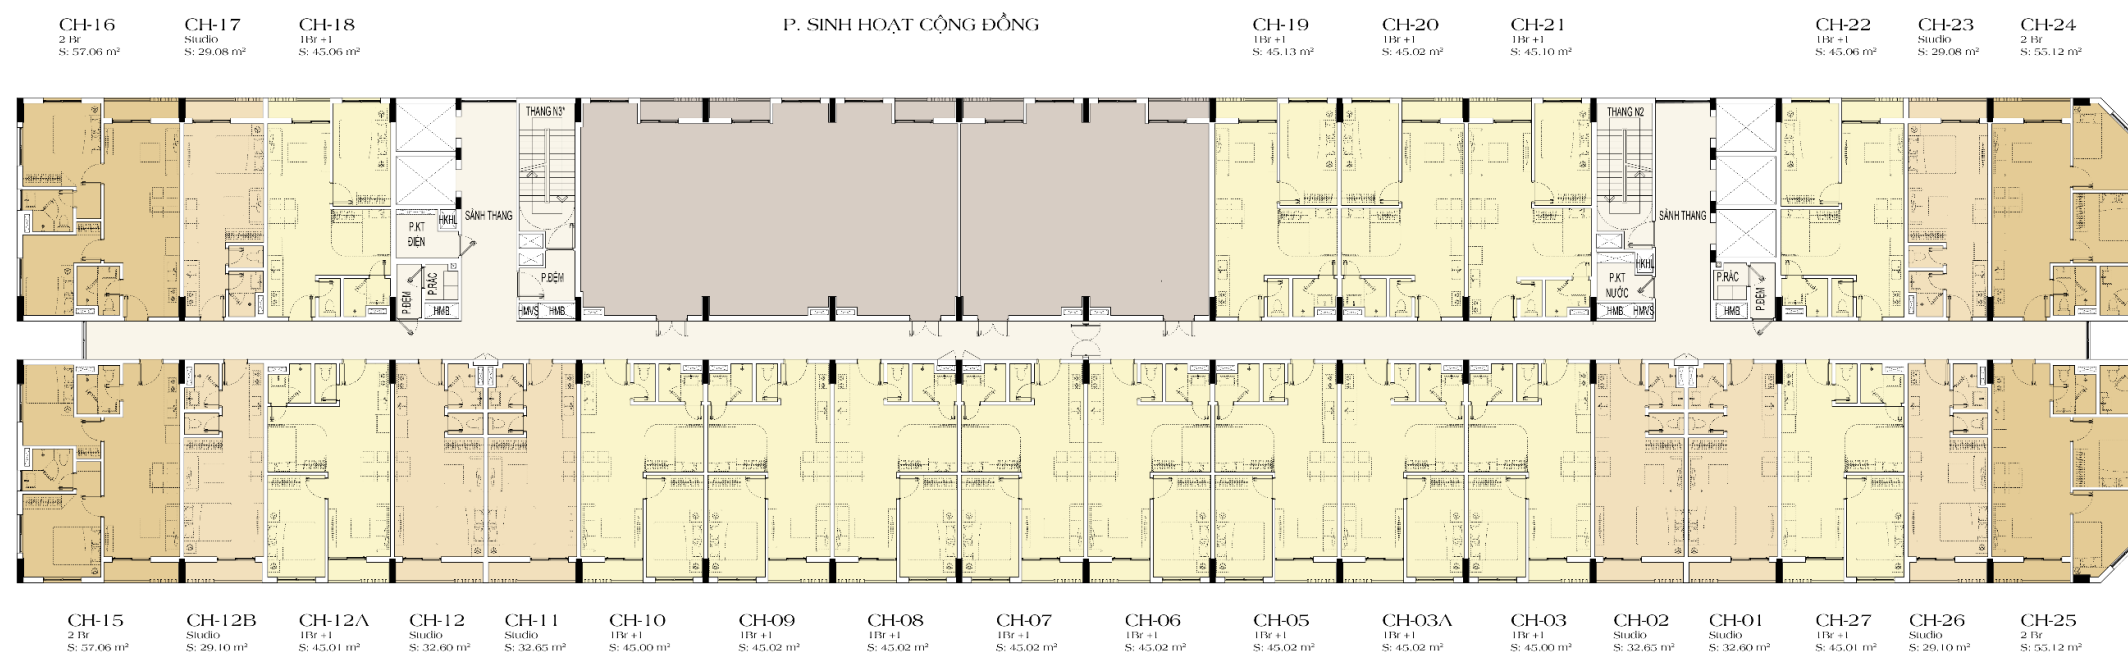 CH-16
2 Br
S: 57.06 m²
CH-17
Studio
S: 29.08 m²
CH-18
1Br +1
S: 45.06 m²
P. SINH HOẠT CỘNG ĐỒNG
CH-19
1Br +1
S: 45.13 m²
CH-20
1Br +1
S: 45.02 m²
CH-21
1Br +1
S: 45.10 m²
CH-22
1Br +1
S: 45.06 m²
CH-23
Studio
S: 29.08 m²
CH-24
2 Br
S: 55.12 m²
THANG N3*
SẢNH THANG
HKHL
P.KT
ĐIỆN
P.ĐỆM
P.RÁC
HMB
P.ĐỆM
HMVS
HMB
THANG N2
SẢNH THANG
HKHL
P.KT
NƯỚC
HMB
HMVS
P.RÁC
P.ĐỆM
HMB
CH-15
2 Br
S: 57.06 m²
CH-12B
Studio
S: 29.10 m²
CH-12A
1Br +1
S: 45.01 m²
CH-12
Studio
S: 32.60 m²
CH-11
Studio
S: 32.65 m²
CH-10
1Br +1
S: 45.00 m²
CH-09
1Br +1
S: 45.02 m²
CH-08
1Br +1
S: 45.02 m²
CH-07
1Br +1
S: 45.02 m²
CH-06
1Br +1
S: 45.02 m²
CH-05
1Br +1
S: 45.02 m²
CH-03A
1Br +1
S: 45.02 m²
CH-03
1Br +1
S: 45.00 m²
CH-02
Studio
S: 32.65 m²
CH-01
Studio
S: 32.60 m²
CH-27
1Br +1
S: 45.01 m²
CH-26
Studio
S: 29.10 m²
CH-25
2 Br
S: 55.12 m²